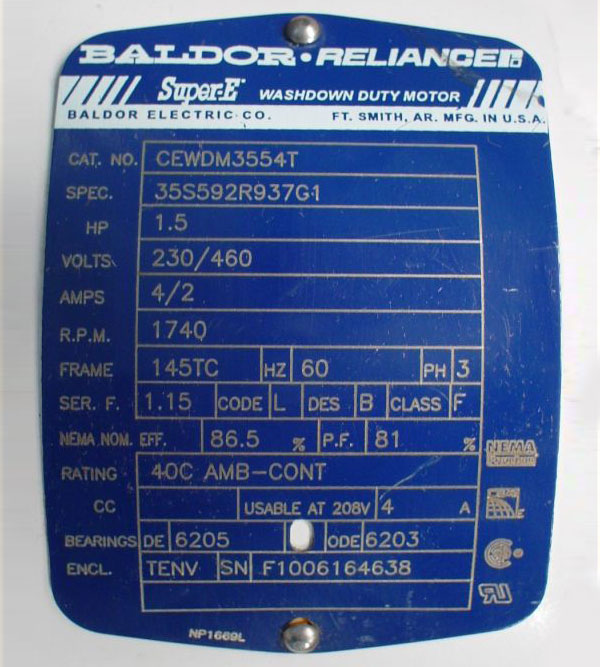 BALDOR • RELIANCE
Super-E WASHDOWN DUTY MOTOR
BALDOR ELECTRIC CO. FT. SMITH, AR. MFG. IN U.S.A.
CAT. NO. CEWDM3554T
SPEC. 35S592R937G1
HP 1.5
VOLTS 230/460
AMPS 4/2
R.P.M. 1740
FRAME 145TC HZ 60 PH 3
SER. F. 1.15 CODE L DES B CLASS F
NEMA NOM. EFF. 86.5 % P.F. 81 %
NEMA
RATING 40C AMB-CONT
CC USABLE AT 208V 4 A
BEARINGS DE 6205 ODE 6203
ENCL. TENV SN F1006164638
NP1669L